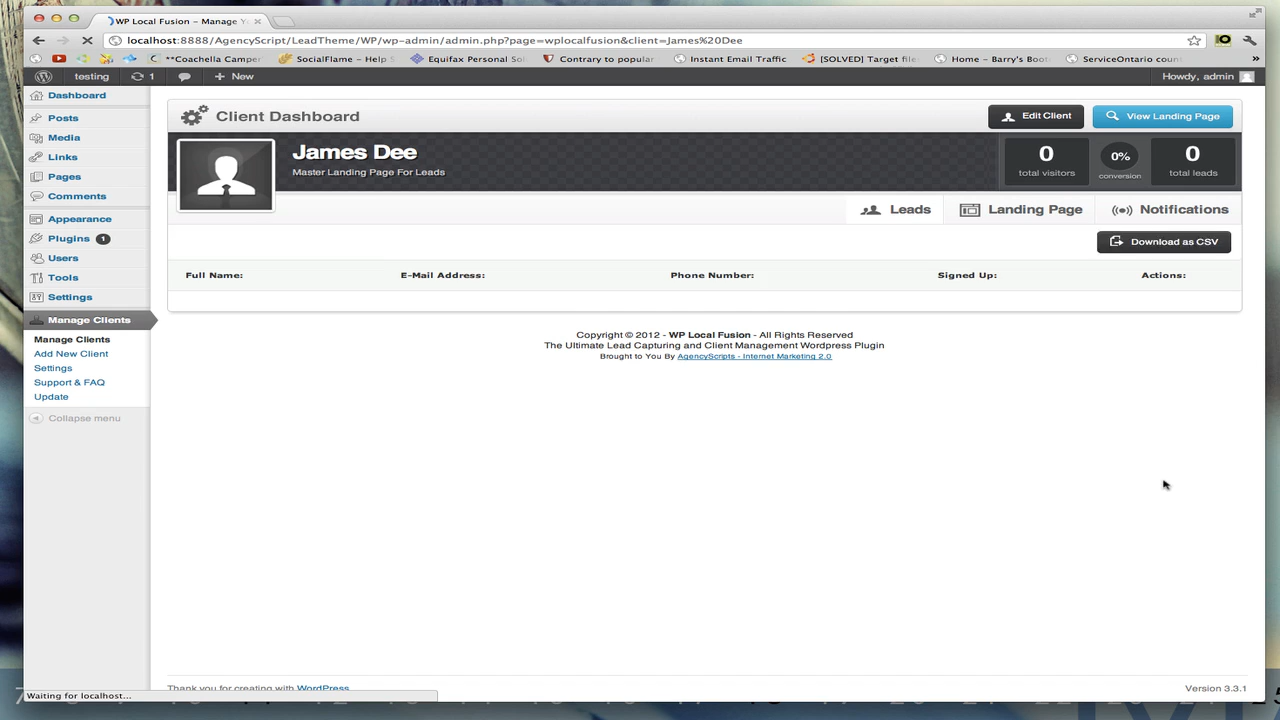 WP Local Fusion – Manage Y
localhost:8888/AgencyScript/LeadTheme/WP/wp-admin/admin.php?page=wplocalfusion&client=James%20Dee
**Coachella Camper
SocialFlame – Help
Equifax Personal So
Contrary to popular
Instant Email Traffic
[SOLVED] Target file
Home – Barry's Boot
ServiceOntario coun
»
testing
1
New
Howdy, admin
Dashboard
Posts
Media
Links
Pages
Comments
Appearance
Plugins 1
Users
Tools
Settings
Manage Clients
Manage Clients
Add New Client
Settings
Support & FAQ
Update
Collapse menu
Client Dashboard
Edit Client
View Landing Page
James Dee
Master Landing Page For Leads
0
total visitors
0%
conversion
0
total leads
Leads
Landing Page
Notifications
Download as CSV
Full Name: E-Mail Address: Phone Number: Signed Up: Actions:
Copyright © 2012 - WP Local Fusion - All Rights Reserved
The Ultimate Lead Capturing and Client Management Wordpress Plugin
Brought to You By AgencyScripts - Internet Marketing 2.0
Thank you for creating with WordPress
Version 3.3.1
Waiting for localhost...